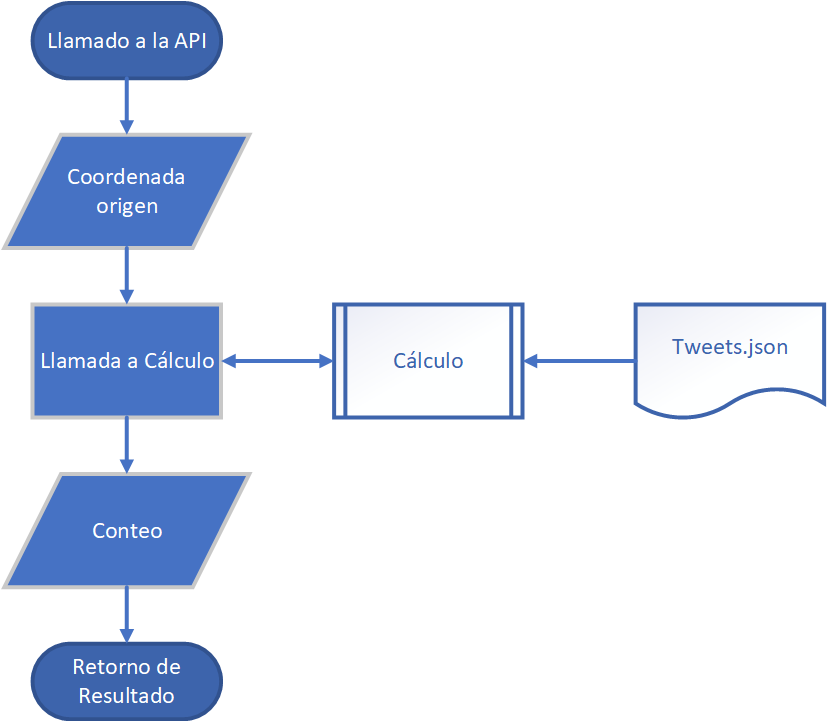 Llamado a la API
Coordenada
origen
Llamada a Cálculo
Cálculo
Tweets.json
Conteo
Retorno de
Resultado